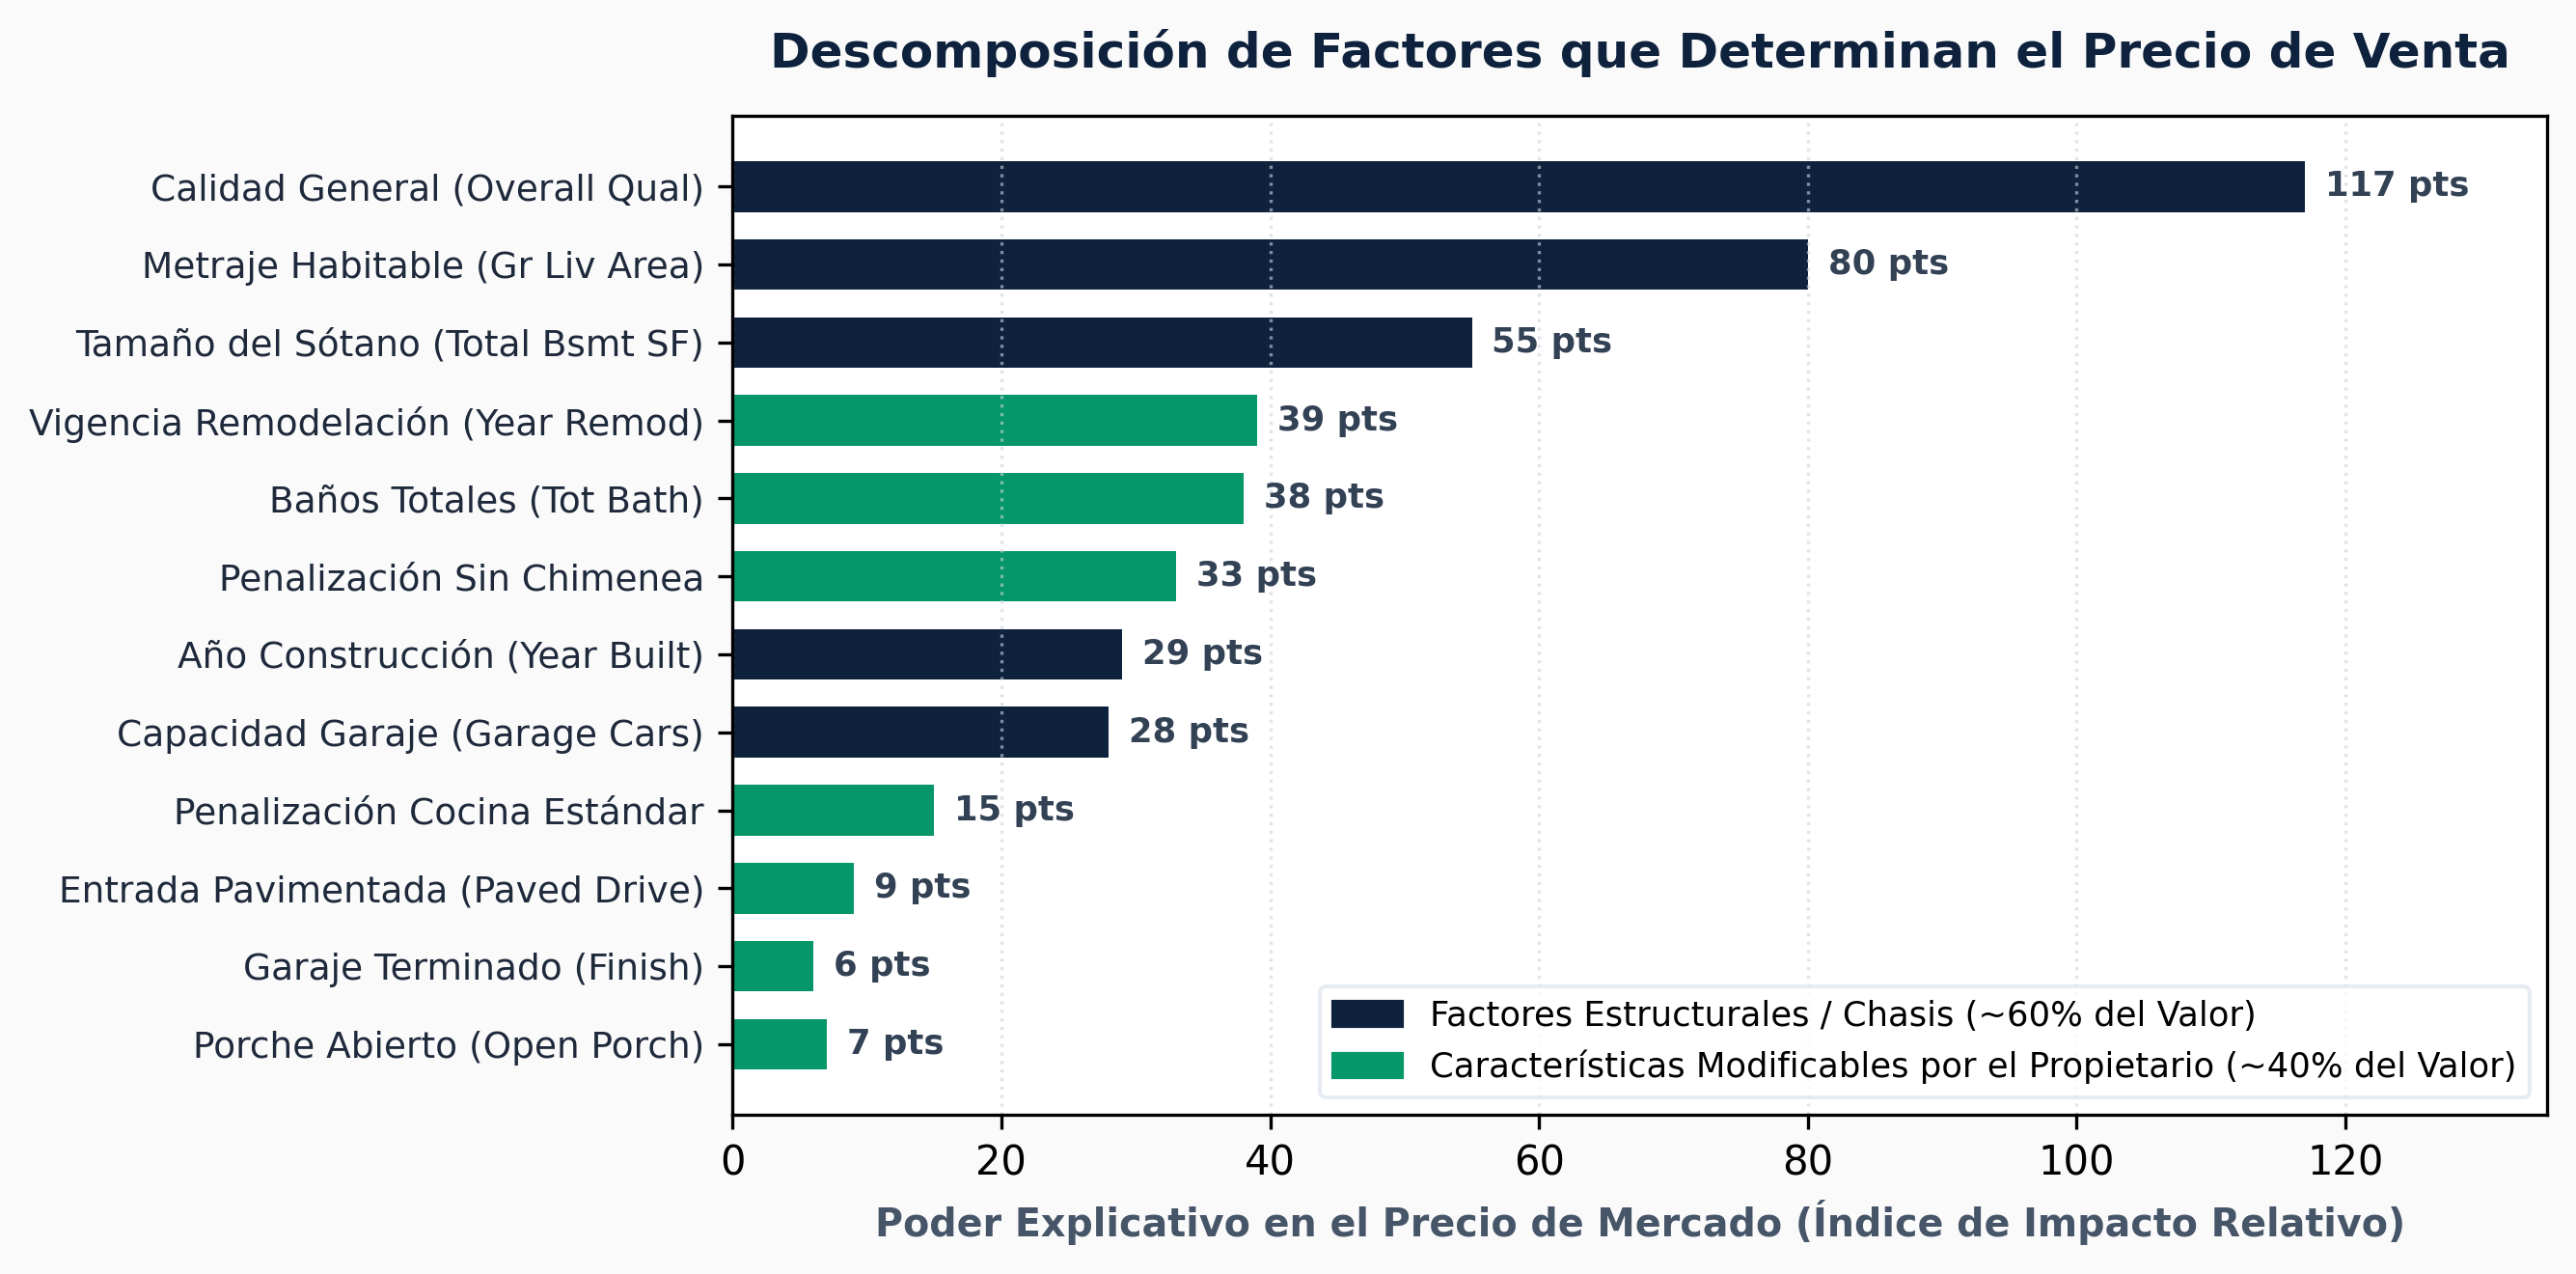 Descomposición de Factores que Determinan el Precio de Venta
Calidad General (Overall Qual)
117 pts
Metraje Habitable (Gr Liv Area)
80 pts
Tamaño del Sótano (Total Bsmt SF)
55 pts
Vigencia Remodelación (Year Remod)
39 pts
Baños Totales (Tot Bath)
38 pts
Penalización Sin Chimenea
33 pts
Año Construcción (Year Built)
29 pts
Capacidad Garaje (Garage Cars)
28 pts
Penalización Cocina Estándar
15 pts
Entrada Pavimentada (Paved Drive)
9 pts
Garaje Terminado (Finish)
6 pts
Porche Abierto (Open Porch)
7 pts
Factores Estructurales / Chasis (~60% del Valor)
Características Modificables por el Propietario (~40% del Valor)
0 20 40 60 80 100 120
Poder Explicativo en el Precio de Mercado (Índice de Impacto Relativo)